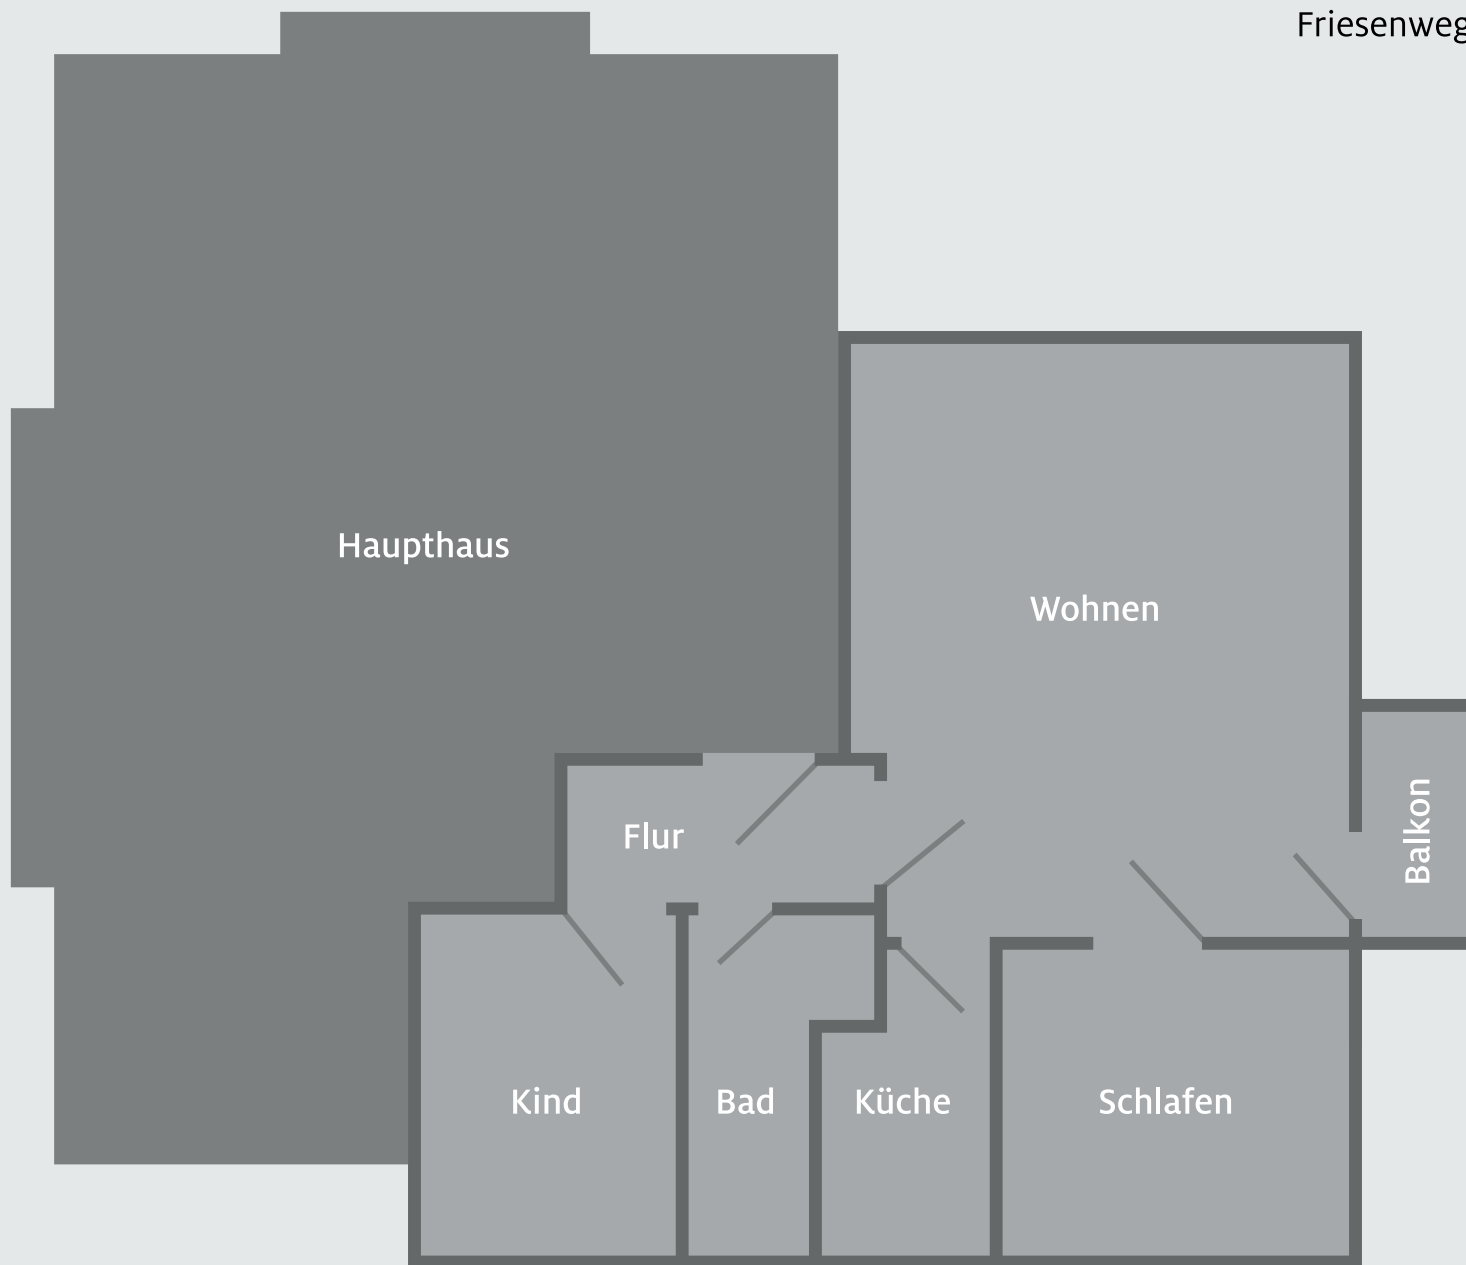 Friesenweg
Haupthaus
Wohnen
Balkon
Flur
Kind
Bad
Küche
Schlafen